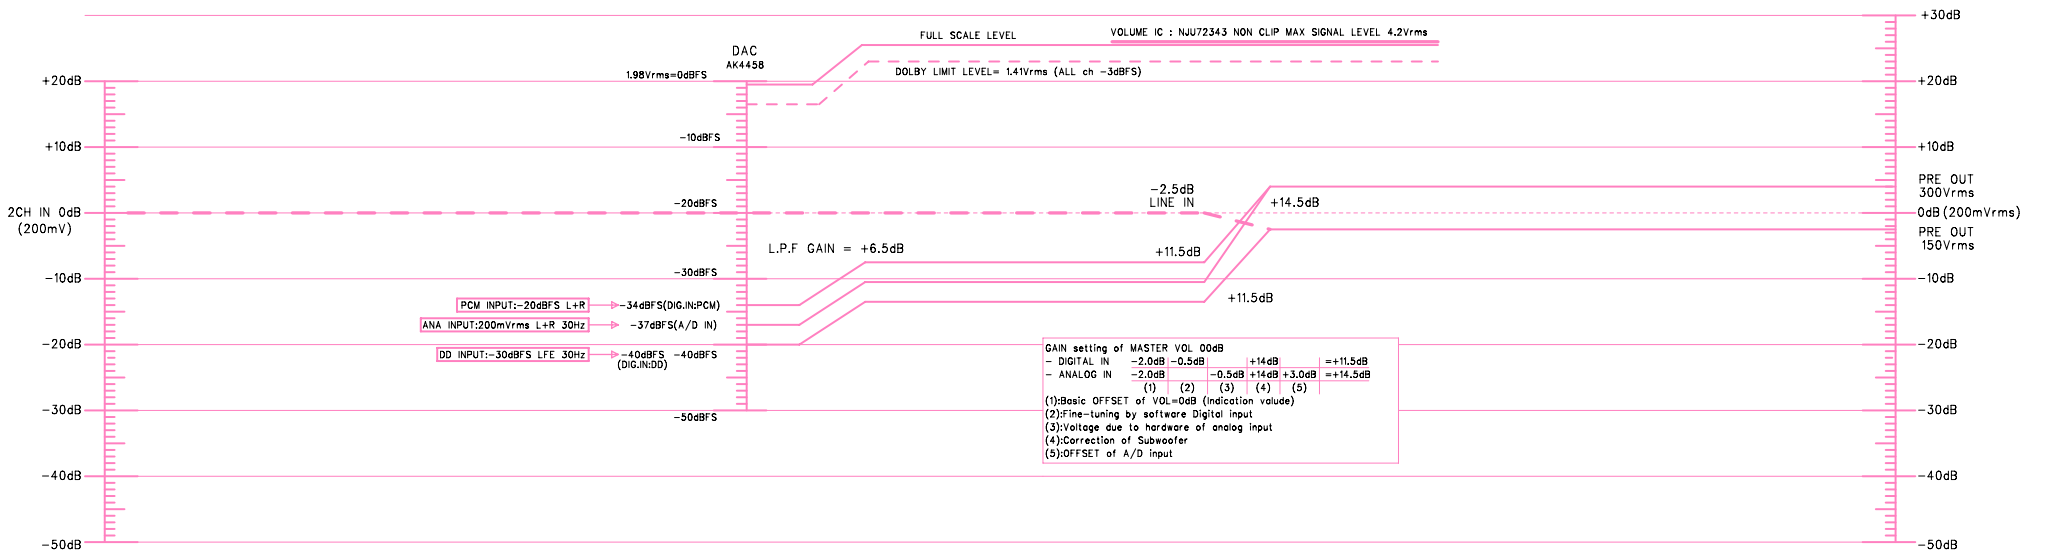 +30dB
FULL SCALE LEVEL
VOLUME IC : NJU72343 NON CLIP MAX SIGNAL LEVEL 4.2Vrms
DAC
AK4458
1.98Vrms=0dBFS
DOLBY LIMIT LEVEL= 1.41Vrms (ALL ch -3dBFS)
+20dB
+20dB
-10dBFS
+10dB
+10dB
-2.5dB
LINE IN
PRE OUT
300Vrms
-20dBFS
+14.5dB
2CH IN 0dB
(200mV)
0dB(200mVrms)
PRE OUT
150Vrms
L.P.F GAIN = +6.5dB
+11.5dB
-30dBFS
-10dB
-10dB
+11.5dB
PCM INPUT:-20dBFS L+R
-34dBFS(DIG.IN:PCM)
ANA INPUT:200mVrms L+R 30Hz
-37dBFS(A/D IN)
-20dB
-20dB
DD INPUT:-30dBFS LFE 30Hz
-40dBFS -40dBFS
(DIG.IN:DD)
GAIN setting of MASTER VOL 00dB
- DIGITAL IN -2.0dB -0.5dB +14dB =+11.5dB
- ANALOG IN -2.0dB -0.5dB +14dB +3.0dB =+14.5dB
(1) (2) (3) (4) (5)
(1):Basic OFFSET of VOL=0dB (Indication valude)
(2):Fine-tuning by software Digital input
(3):Voltage due to hardware of analog input
(4):Correction of Subwoofer
(5):OFFSET of A/D input
-30dB
-50dBFS
-30dB
-40dB
-40dB
-50dB
-50dB